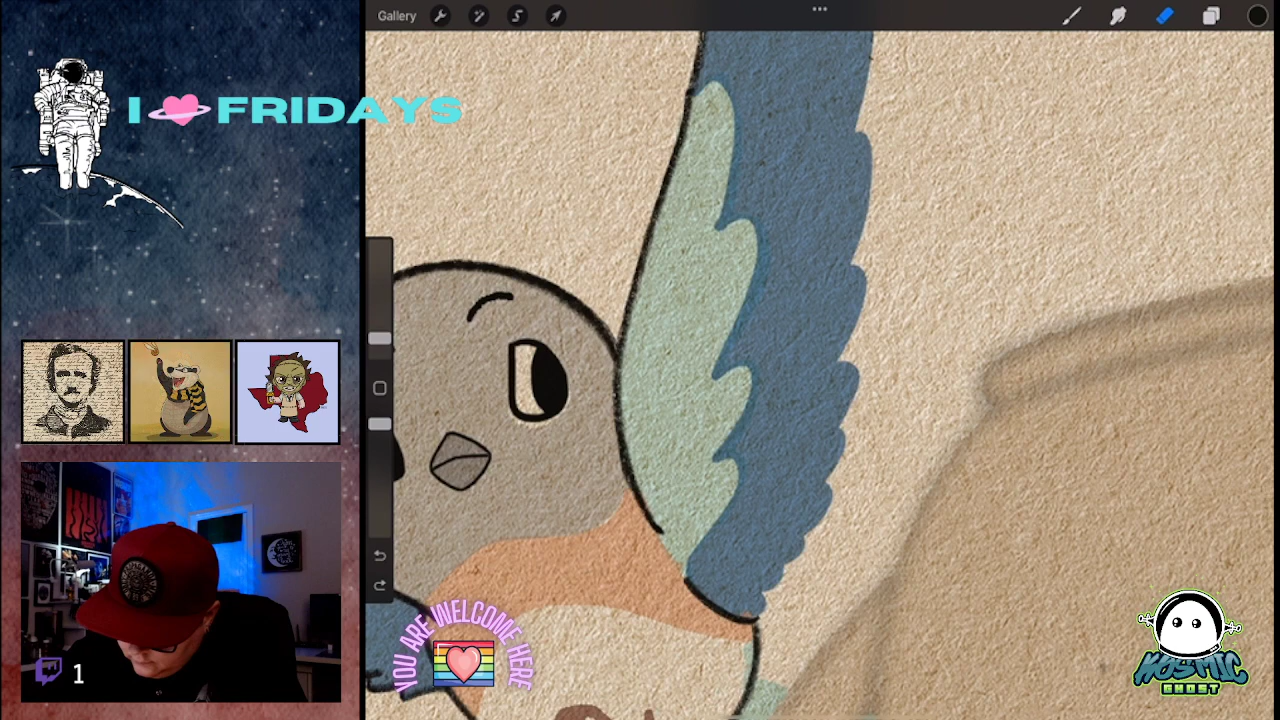 Gallery
I FRIDAYS
YOU ARE WELCOME HERE
1
KOSMIC
GHOST